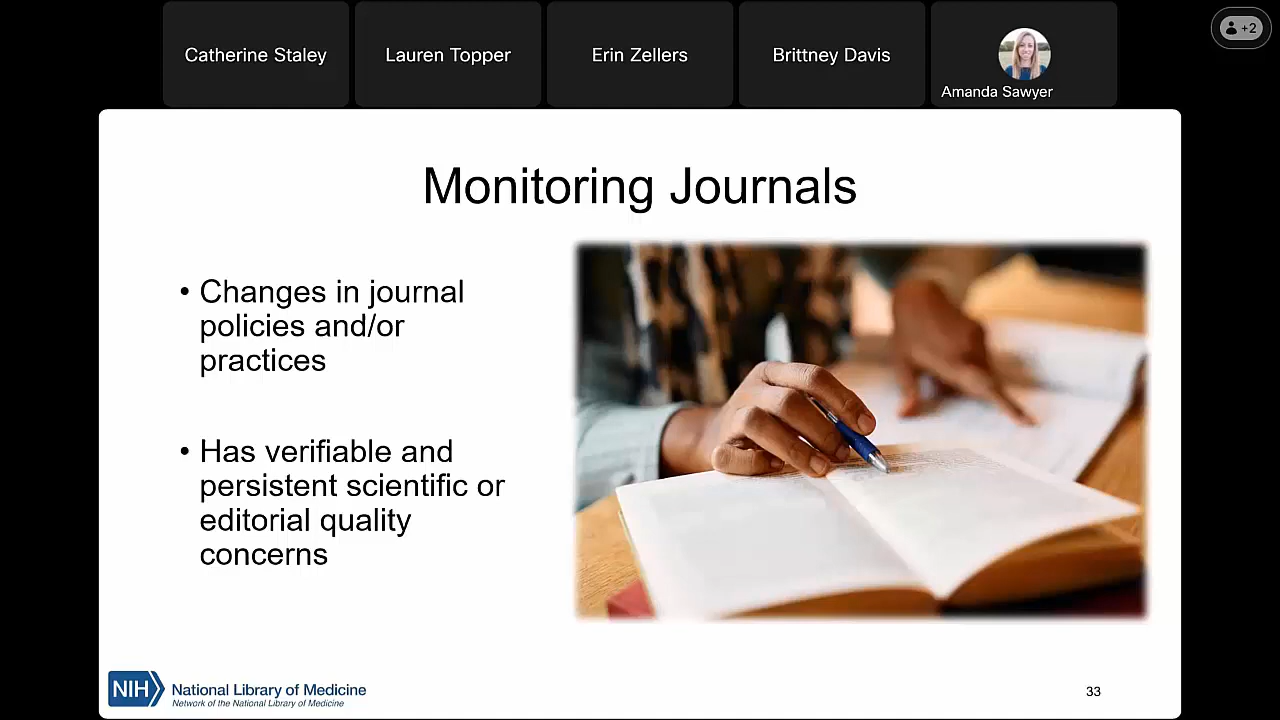 Catherine Staley
Lauren Topper
Erin Zellers
Brittney Davis
Amanda Sawyer
+2
Monitoring Journals
• Changes in journal
policies and/or
practices
• Has verifiable and
persistent scientific or
editorial quality
concerns
NIH
National Library of Medicine
Network of the National Library of Medicine
33